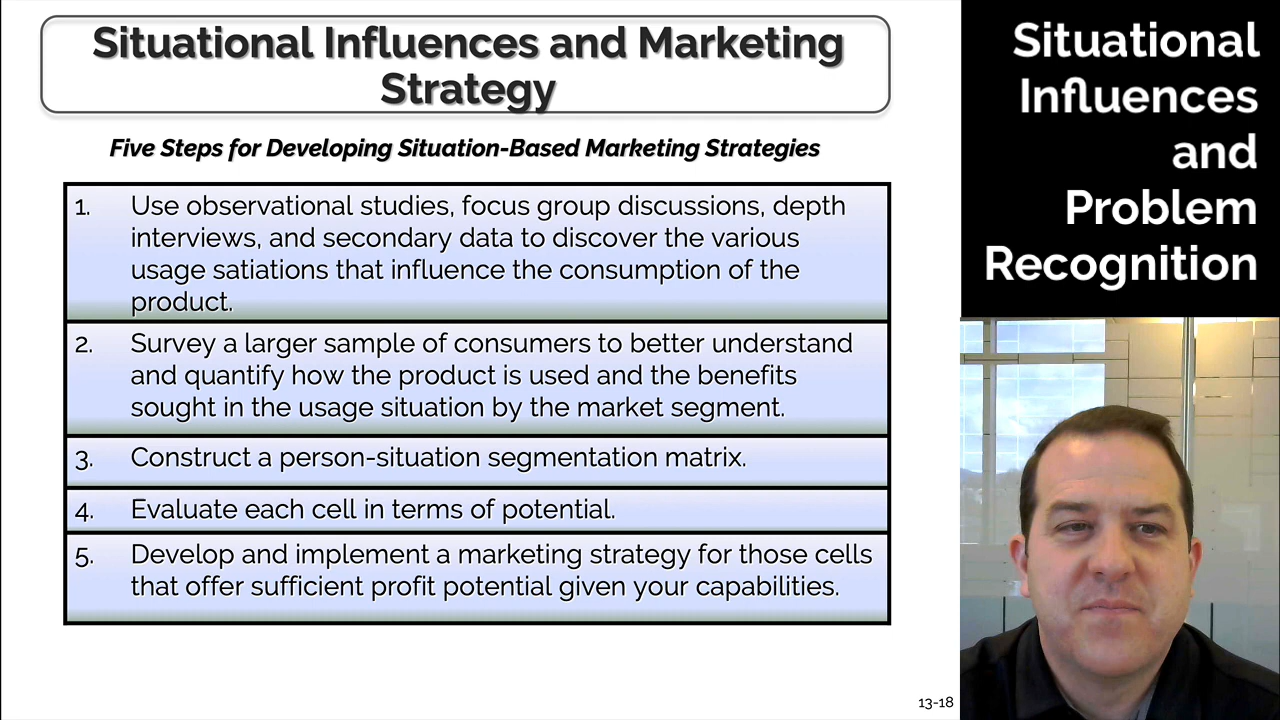 Situational Influences and Marketing
Strategy
Five Steps for Developing Situation-Based Marketing Strategies
1. Use observational studies, focus group discussions, depth
interviews, and secondary data to discover the various
usage satiations that influence the consumption of the
product.
2. Survey a larger sample of consumers to better understand
and quantify how the product is used and the benefits
sought in the usage situation by the market segment.
3. Construct a person-situation segmentation matrix.
4. Evaluate each cell in terms of potential.
5. Develop and implement a marketing strategy for those cells
that offer sufficient profit potential given your capabilities.
13-18
Situational
Influences
and
Problem
Recognition